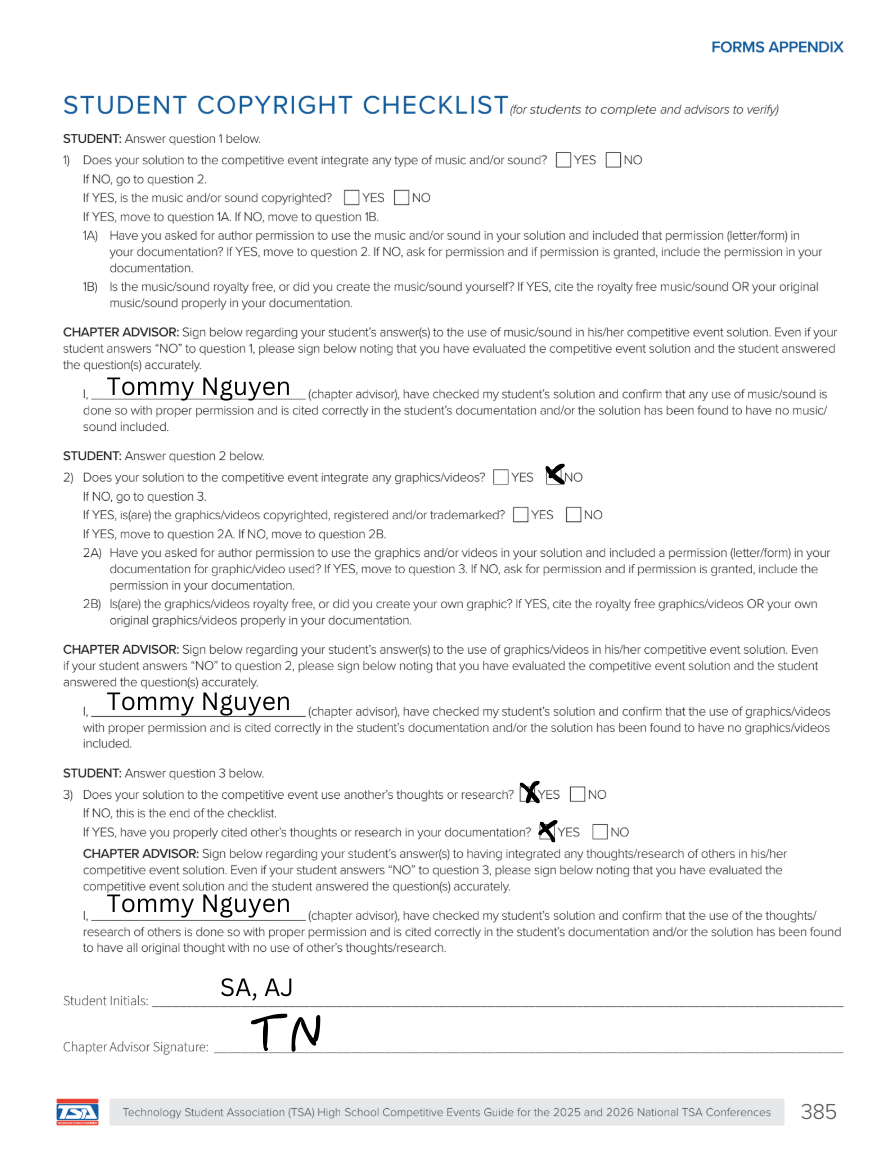 FORMS APPENDIX
STUDENT COPYRIGHT CHECKLIST (for students to complete and advisors to verify)
STUDENT: Answer question 1 below.
1) Does your solution to the competitive event integrate any type of music and/or sound? YES NO
If NO, go to question 2.
If YES, is the music and/or sound copyrighted? YES NO
If YES, move to question 1A. If NO, move to question 1B.
1A) Have you asked for author permission to use the music and/or sound in your solution and included that permission (letter/form) in
your documentation? If YES, move to question 2. If NO, ask for permission and if permission is granted, include the permission in your
documentation.
1B) Is the music/sound royalty free, or did you create the music/sound yourself? If YES, cite the royalty free music/sound OR your original
music/sound properly in your documentation.
CHAPTER ADVISOR: Sign below regarding your student's answer(s) to the use of music/sound in his/her competitive event solution. Even if your
student answers "NO" to question 1, please sign below noting that you have evaluated the competitive event solution and the student answered
the question(s) accurately.
I, Tommy Nguyen (chapter advisor), have checked my student's solution and confirm that any use of music/sound is
done so with proper permission and is cited correctly in the student's documentation and/or the solution has been found to have no music/
sound included.
STUDENT: Answer question 2 below.
2) Does your solution to the competitive event integrate any graphics/videos? YES NO
If NO, go to question 3.
If YES, is(are) the graphics/videos copyrighted, registered and/or trademarked? YES NO
If YES, move to question 2A. If NO, move to question 2B.
2A) Have you asked for author permission to use the graphics and/or videos in your solution and included a permission (letter/form) in your
documentation for graphic/video used? If YES, move to question 3. If NO, ask for permission and if permission is granted, include the
permission in your documentation.
2B) Is(are) the graphics/videos royalty free, or did you create your own graphic? If YES, cite the royalty free graphics/videos OR your own
original graphics/videos properly in your documentation.
CHAPTER ADVISOR: Sign below regarding your student's answer(s) to the use of graphics/videos in his/her competitive event solution. Even
if your student answers "NO" to question 2, please sign below noting that you have evaluated the competitive event solution and the student
answered the question(s) accurately.
I, Tommy Nguyen (chapter advisor), have checked my student's solution and confirm that the use of graphics/videos
with proper permission and is cited correctly in the student's documentation and/or the solution has been found to have no graphics/videos
included.
STUDENT: Answer question 3 below.
3) Does your solution to the competitive event use another's thoughts or research? YES NO
If NO, this is the end of the checklist.
If YES, have you properly cited other's thoughts or research in your documentation? YES NO
CHAPTER ADVISOR: Sign below regarding your student's answer(s) to having integrated any thoughts/research of others in his/her
competitive event solution. Even if your student answers "NO" to question 3, please sign below noting that you have evaluated the
competitive event solution and the student answered the question(s) accurately.
I, Tommy Nguyen (chapter advisor), have checked my student's solution and confirm that the use of the thoughts/
research of others is done so with proper permission and is cited correctly in the student's documentation and/or the solution has been found
to have all original thought with no use of other's thoughts/research.
Student Initials: SA, AJ
Chapter Advisor Signature: TN
TSA Technology Student Association (TSA) High School Competitive Events Guide for the 2025 and 2026 National TSA Conferences 385